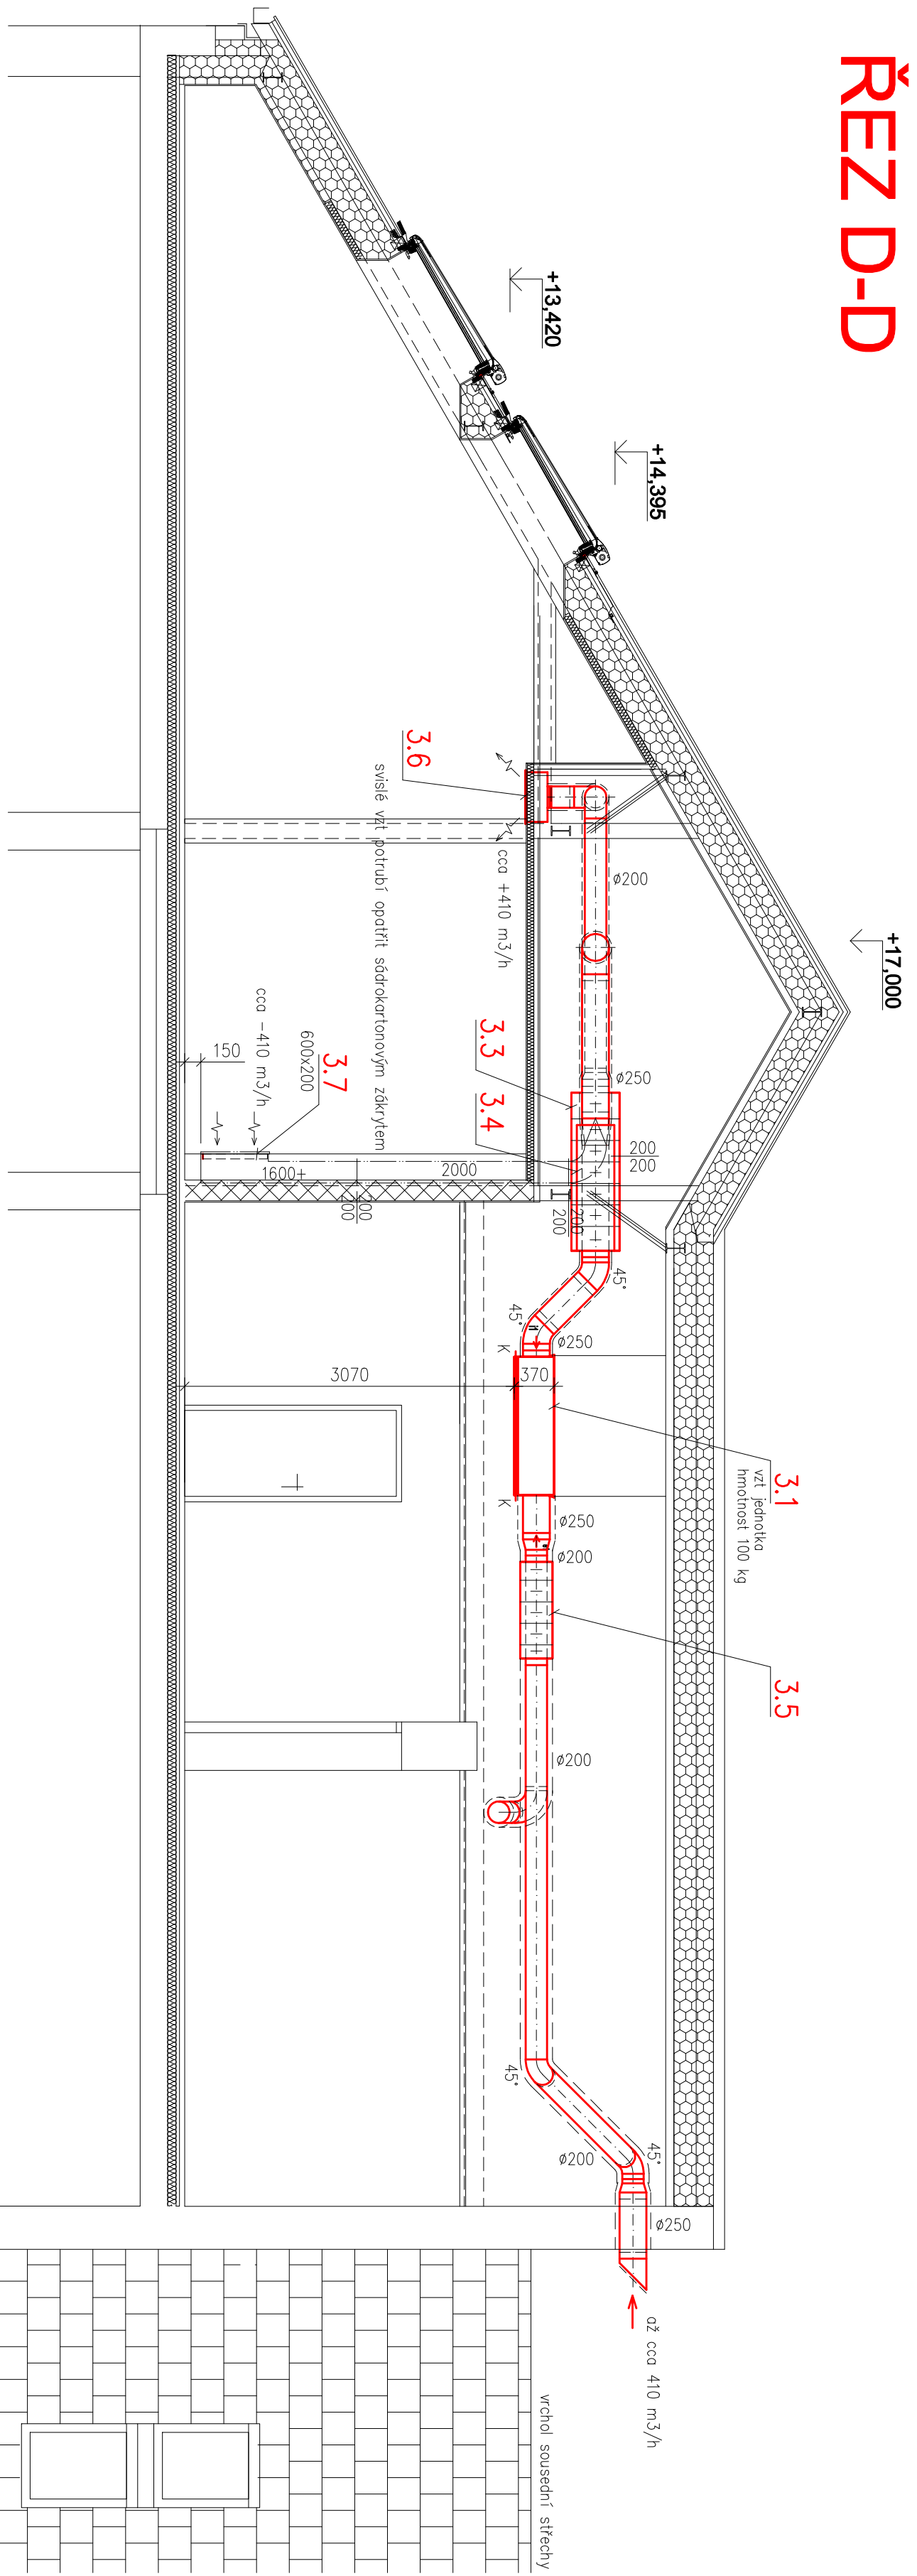 ŘEZ D-D
+13,420
+14,395
+17,000
3.6
svislé vzt potrubí opatřit sádrokartonovým zákrytem
cca +410 m3/h
ø200
3.3
3.4
ø250
200
200
3.7
600x200
cca -410 m3/h
150
1600+
2000
200
200
200
200
45°
45°
ø250
K
3070
370
K
3.1
vzt jednotka
hmotnost 100 kg
ø250
ø200
3.5
ø200
45°
ø200
45°
ø250
až cca 410 m3/h
vrchol sousední střechy